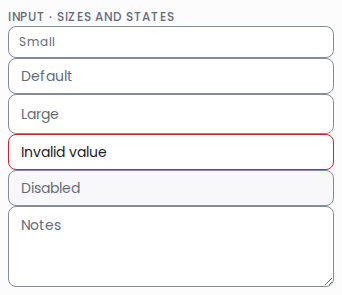 INPUT · SIZES AND STATES
Small
Default
Large
Invalid value
Disabled
Notes